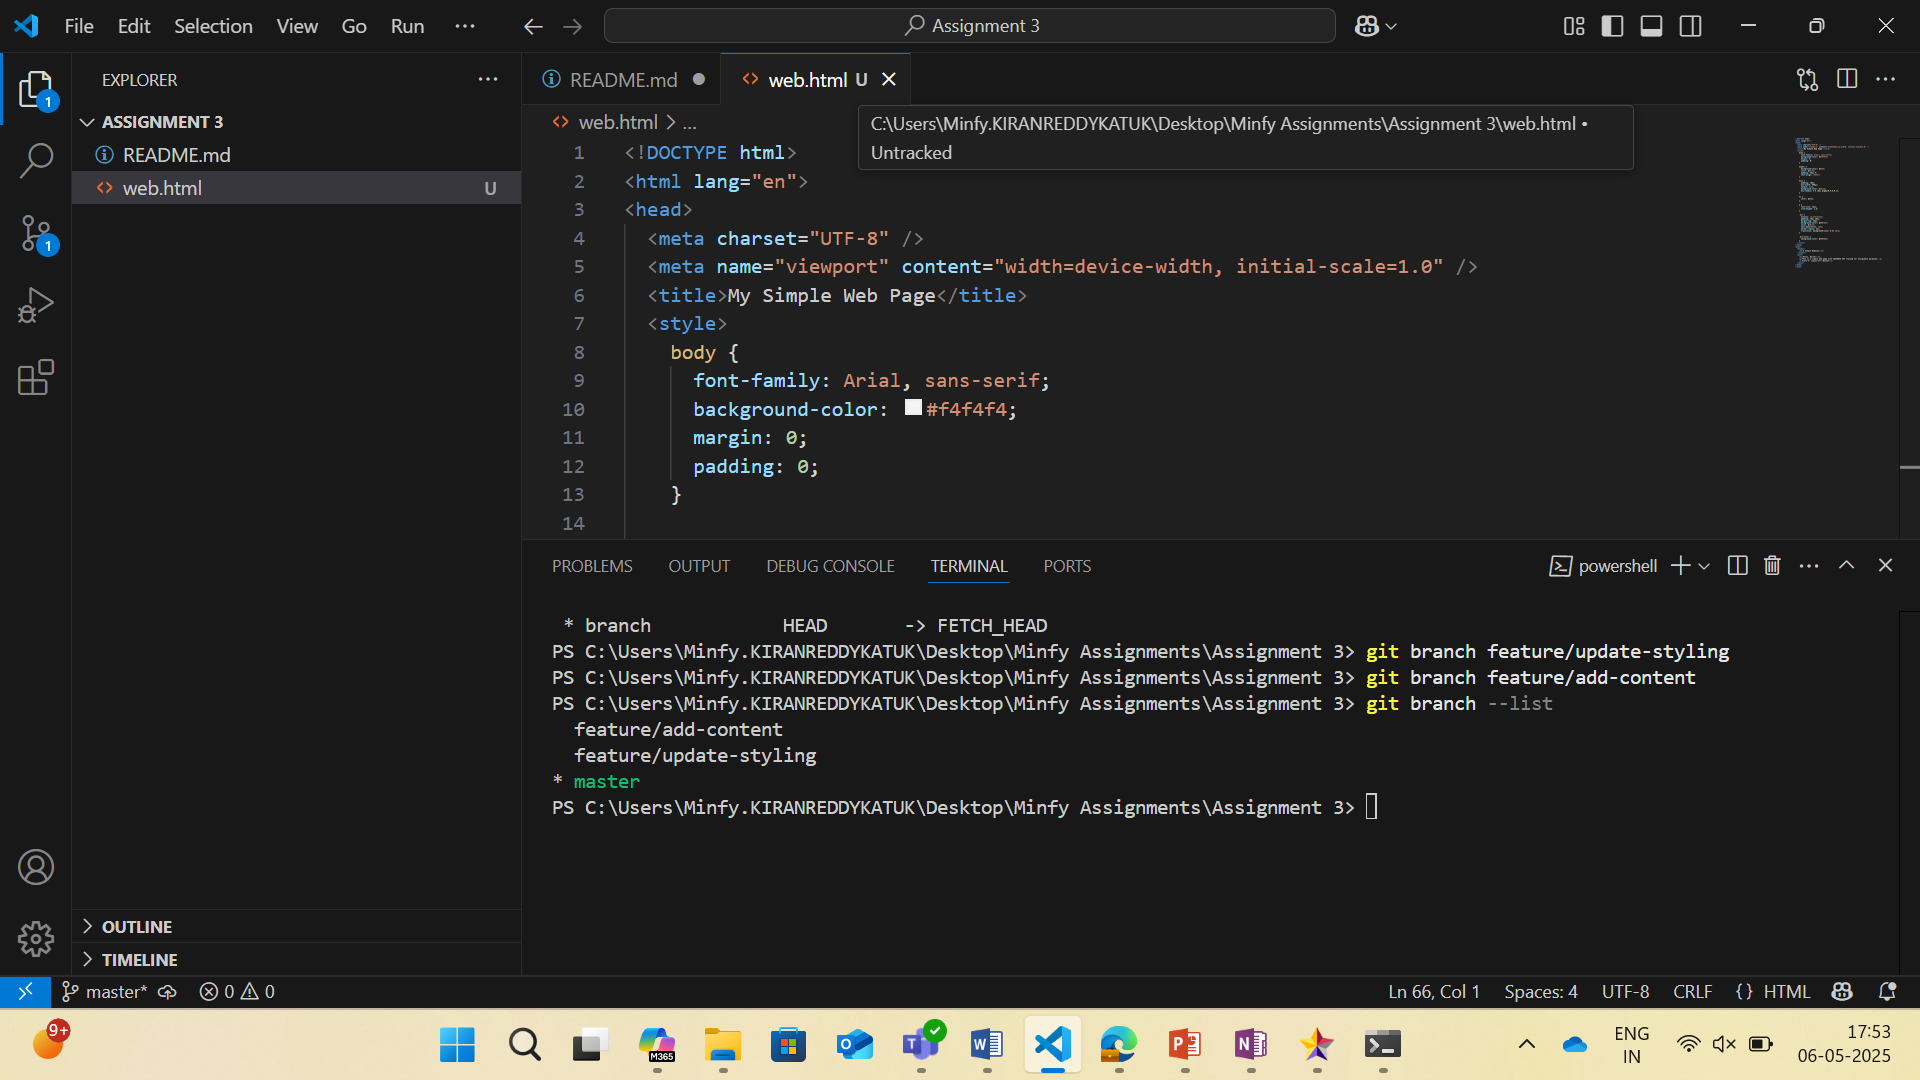 File Edit Selection View Go Run ...
Assignment 3
EXPLORER
ASSIGNMENT 3
README.md
web.html U
OUTLINE
TIMELINE
1
1
README.md
web.html U
web.html > ...
C:\Users\Minfy.KIRANREDDYKATUK\Desktop\Minfy Assignments\Assignment 3\web.html •
Untracked
1 <!DOCTYPE html>
2 <html lang="en">
3 <head>
4 <meta charset="UTF-8" />
5 <meta name="viewport" content="width=device-width, initial-scale=1.0" />
6 <title>My Simple Web Page</title>
7 <style>
8 body {
9 font-family: Arial, sans-serif;
10 background-color: #f4f4f4;
11 margin: 0;
12 padding: 0;
13 }
14
PROBLEMS OUTPUT DEBUG CONSOLE TERMINAL PORTS
powershell
* branch HEAD -> FETCH_HEAD
PS C:\Users\Minfy.KIRANREDDYKATUK\Desktop\Minfy Assignments\Assignment 3> git branch feature/update-styling
PS C:\Users\Minfy.KIRANREDDYKATUK\Desktop\Minfy Assignments\Assignment 3> git branch feature/add-content
PS C:\Users\Minfy.KIRANREDDYKATUK\Desktop\Minfy Assignments\Assignment 3> git branch --list
feature/add-content
feature/update-styling
* master
PS C:\Users\Minfy.KIRANREDDYKATUK\Desktop\Minfy Assignments\Assignment 3>
master* 0 0
Ln 66, Col 1 Spaces: 4 UTF-8 CRLF {} HTML
9+
M365
ENG
IN
17:53
06-05-2025